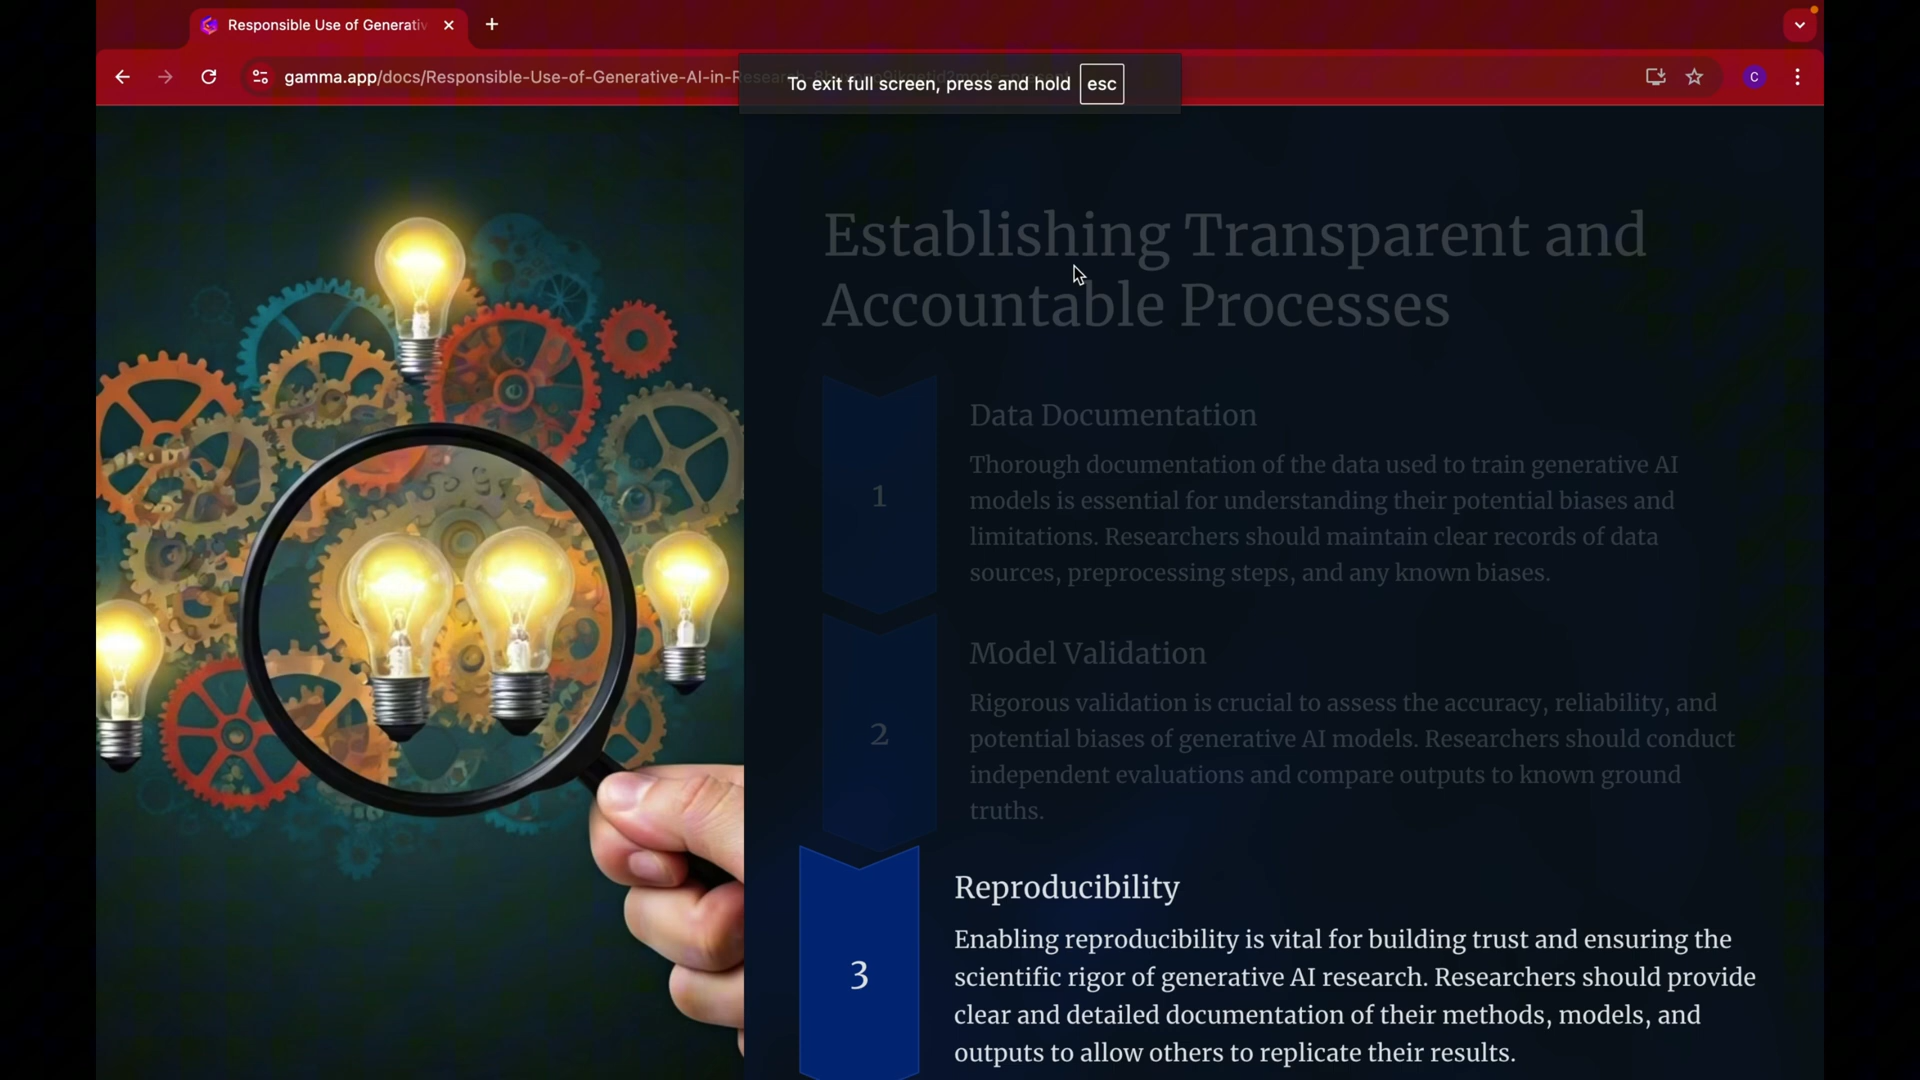 Responsible Use of Generativ
gamma.app/docs/Responsible-Use-of-Generative-AI-in-R
To exit full screen, press and hold esc
C
Establishing Transparent and
Accountable Processes
1
Data Documentation
Thorough documentation of the data used to train generative AI
models is essential for understanding their potential biases and
limitations. Researchers should maintain clear records of data
sources, preprocessing steps, and any known biases.
2
Model Validation
Rigorous validation is crucial to assess the accuracy, reliability, and
potential biases of generative AI models. Researchers should conduct
independent evaluations and compare outputs to known ground
truths.
3
Reproducibility
Enabling reproducibility is vital for building trust and ensuring the
scientific rigor of generative AI research. Researchers should provide
clear and detailed documentation of their methods, models, and
outputs to allow others to replicate their results.